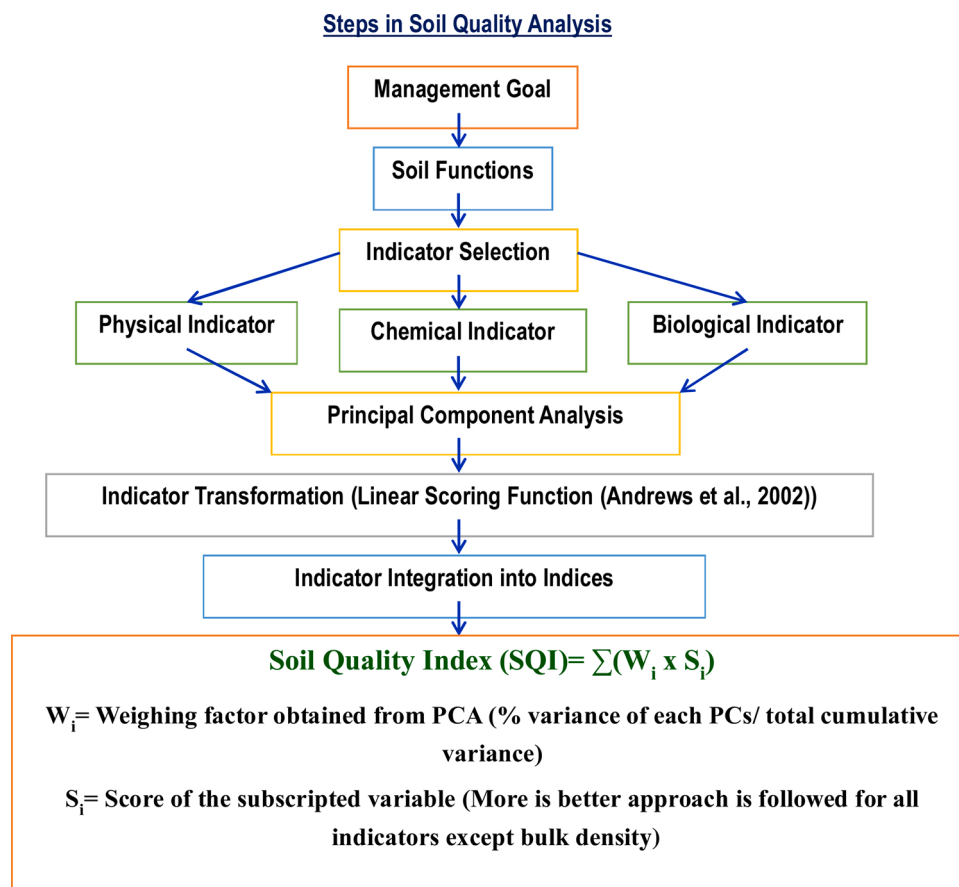 Steps in Soil Quality Analysis
Management Goal
Soil Functions
Indicator Selection
Physical Indicator
Chemical Indicator
Biological Indicator
Principal Component Analysis
Indicator Transformation (Linear Scoring Function (Andrews et al., 2002))
Indicator Integration into Indices
Soil Quality Index (SQI)= ∑(Wi x Si)
Wi= Weighing factor obtained from PCA (% variance of each PCs/ total cumulative
variance)
Si= Score of the subscripted variable (More is better approach is followed for all
indicators except bulk density)